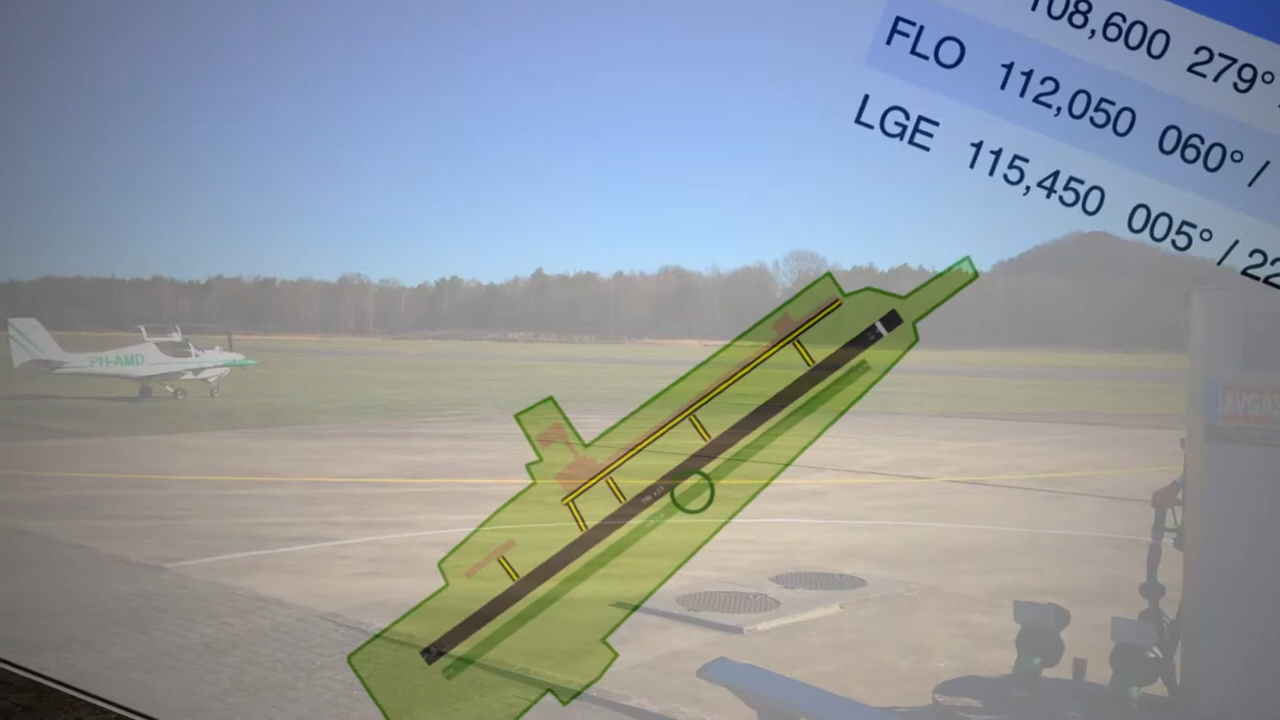 108,600 279°
FLO 112,050 060° /
LGE 115,450 005° / 22
PH-AMD
AVGAS